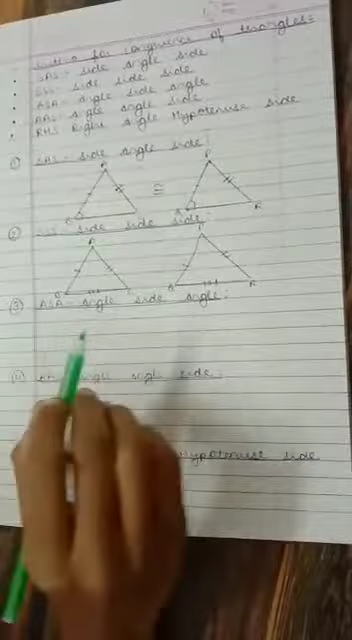 for congruence of triangles:
SAS - side angle side
SSS - side side side
ASA - angle side angle
AAS - angle angle side
RHS Right angle Hypotenuse side
(1) SAS - side angle side:
≅
R
(2) SSS - side side side:
(3) ASA - angle side angle:
(4) angle angle side:
Hypotenuse side